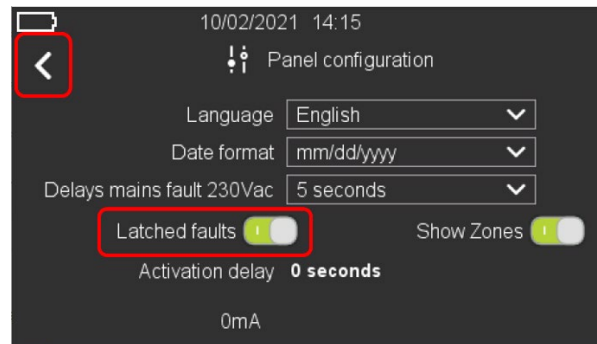 10/02/2021 14:15
Panel configuration
Language English
Date format mm/dd/yyyy
Delays mains fault 230Vac 5 seconds
Latched faults Show Zones
Activation delay 0 seconds
0mA